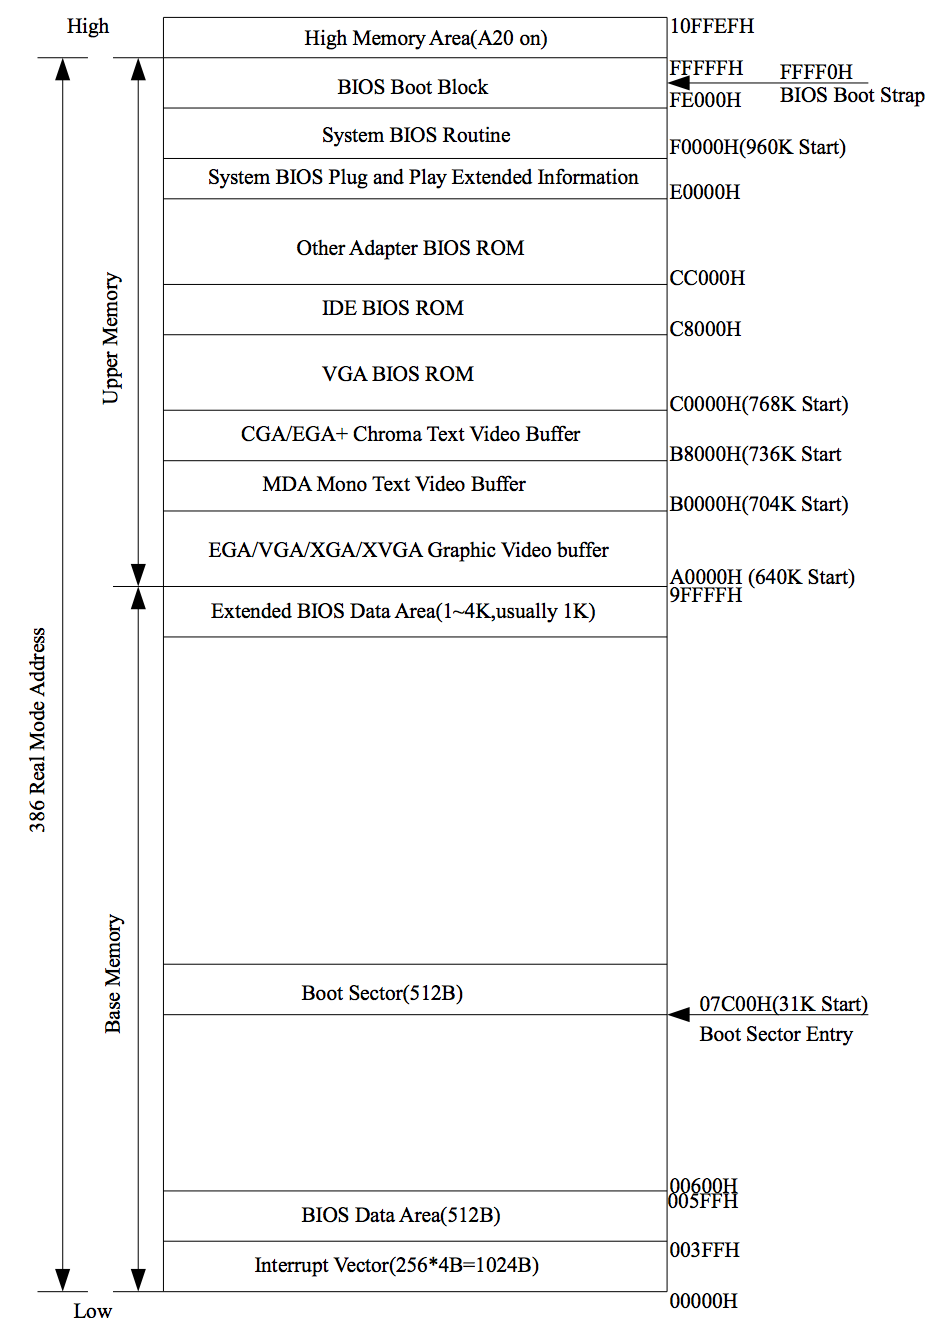 High
10FFEFH
High Memory Area(A20 on)
FFFFFH
FFFF0H
BIOS Boot Block
BIOS Boot Strap
FE000H
System BIOS Routine
F0000H(960K Start)
System BIOS Plug and Play Extended Information
E0000H
Other Adapter BIOS ROM
CC000H
IDE BIOS ROM
C8000H
Upper Memory
VGA BIOS ROM
C0000H(768K Start)
CGA/EGA+ Chroma Text Video Buffer
B8000H(736K Start
MDA Mono Text Video Buffer
B0000H(704K Start)
EGA/VGA/XGA/XVGA Graphic Video buffer
A0000H (640K Start)
9FFFFH
Extended BIOS Data Area(1~4K,usually 1K)
386 Real Mode Address
Base Memory
Boot Sector(512B)
07C00H(31K Start)
Boot Sector Entry
00600H
005FFH
BIOS Data Area(512B)
003FFH
Interrupt Vector(256*4B=1024B)
00000H
Low